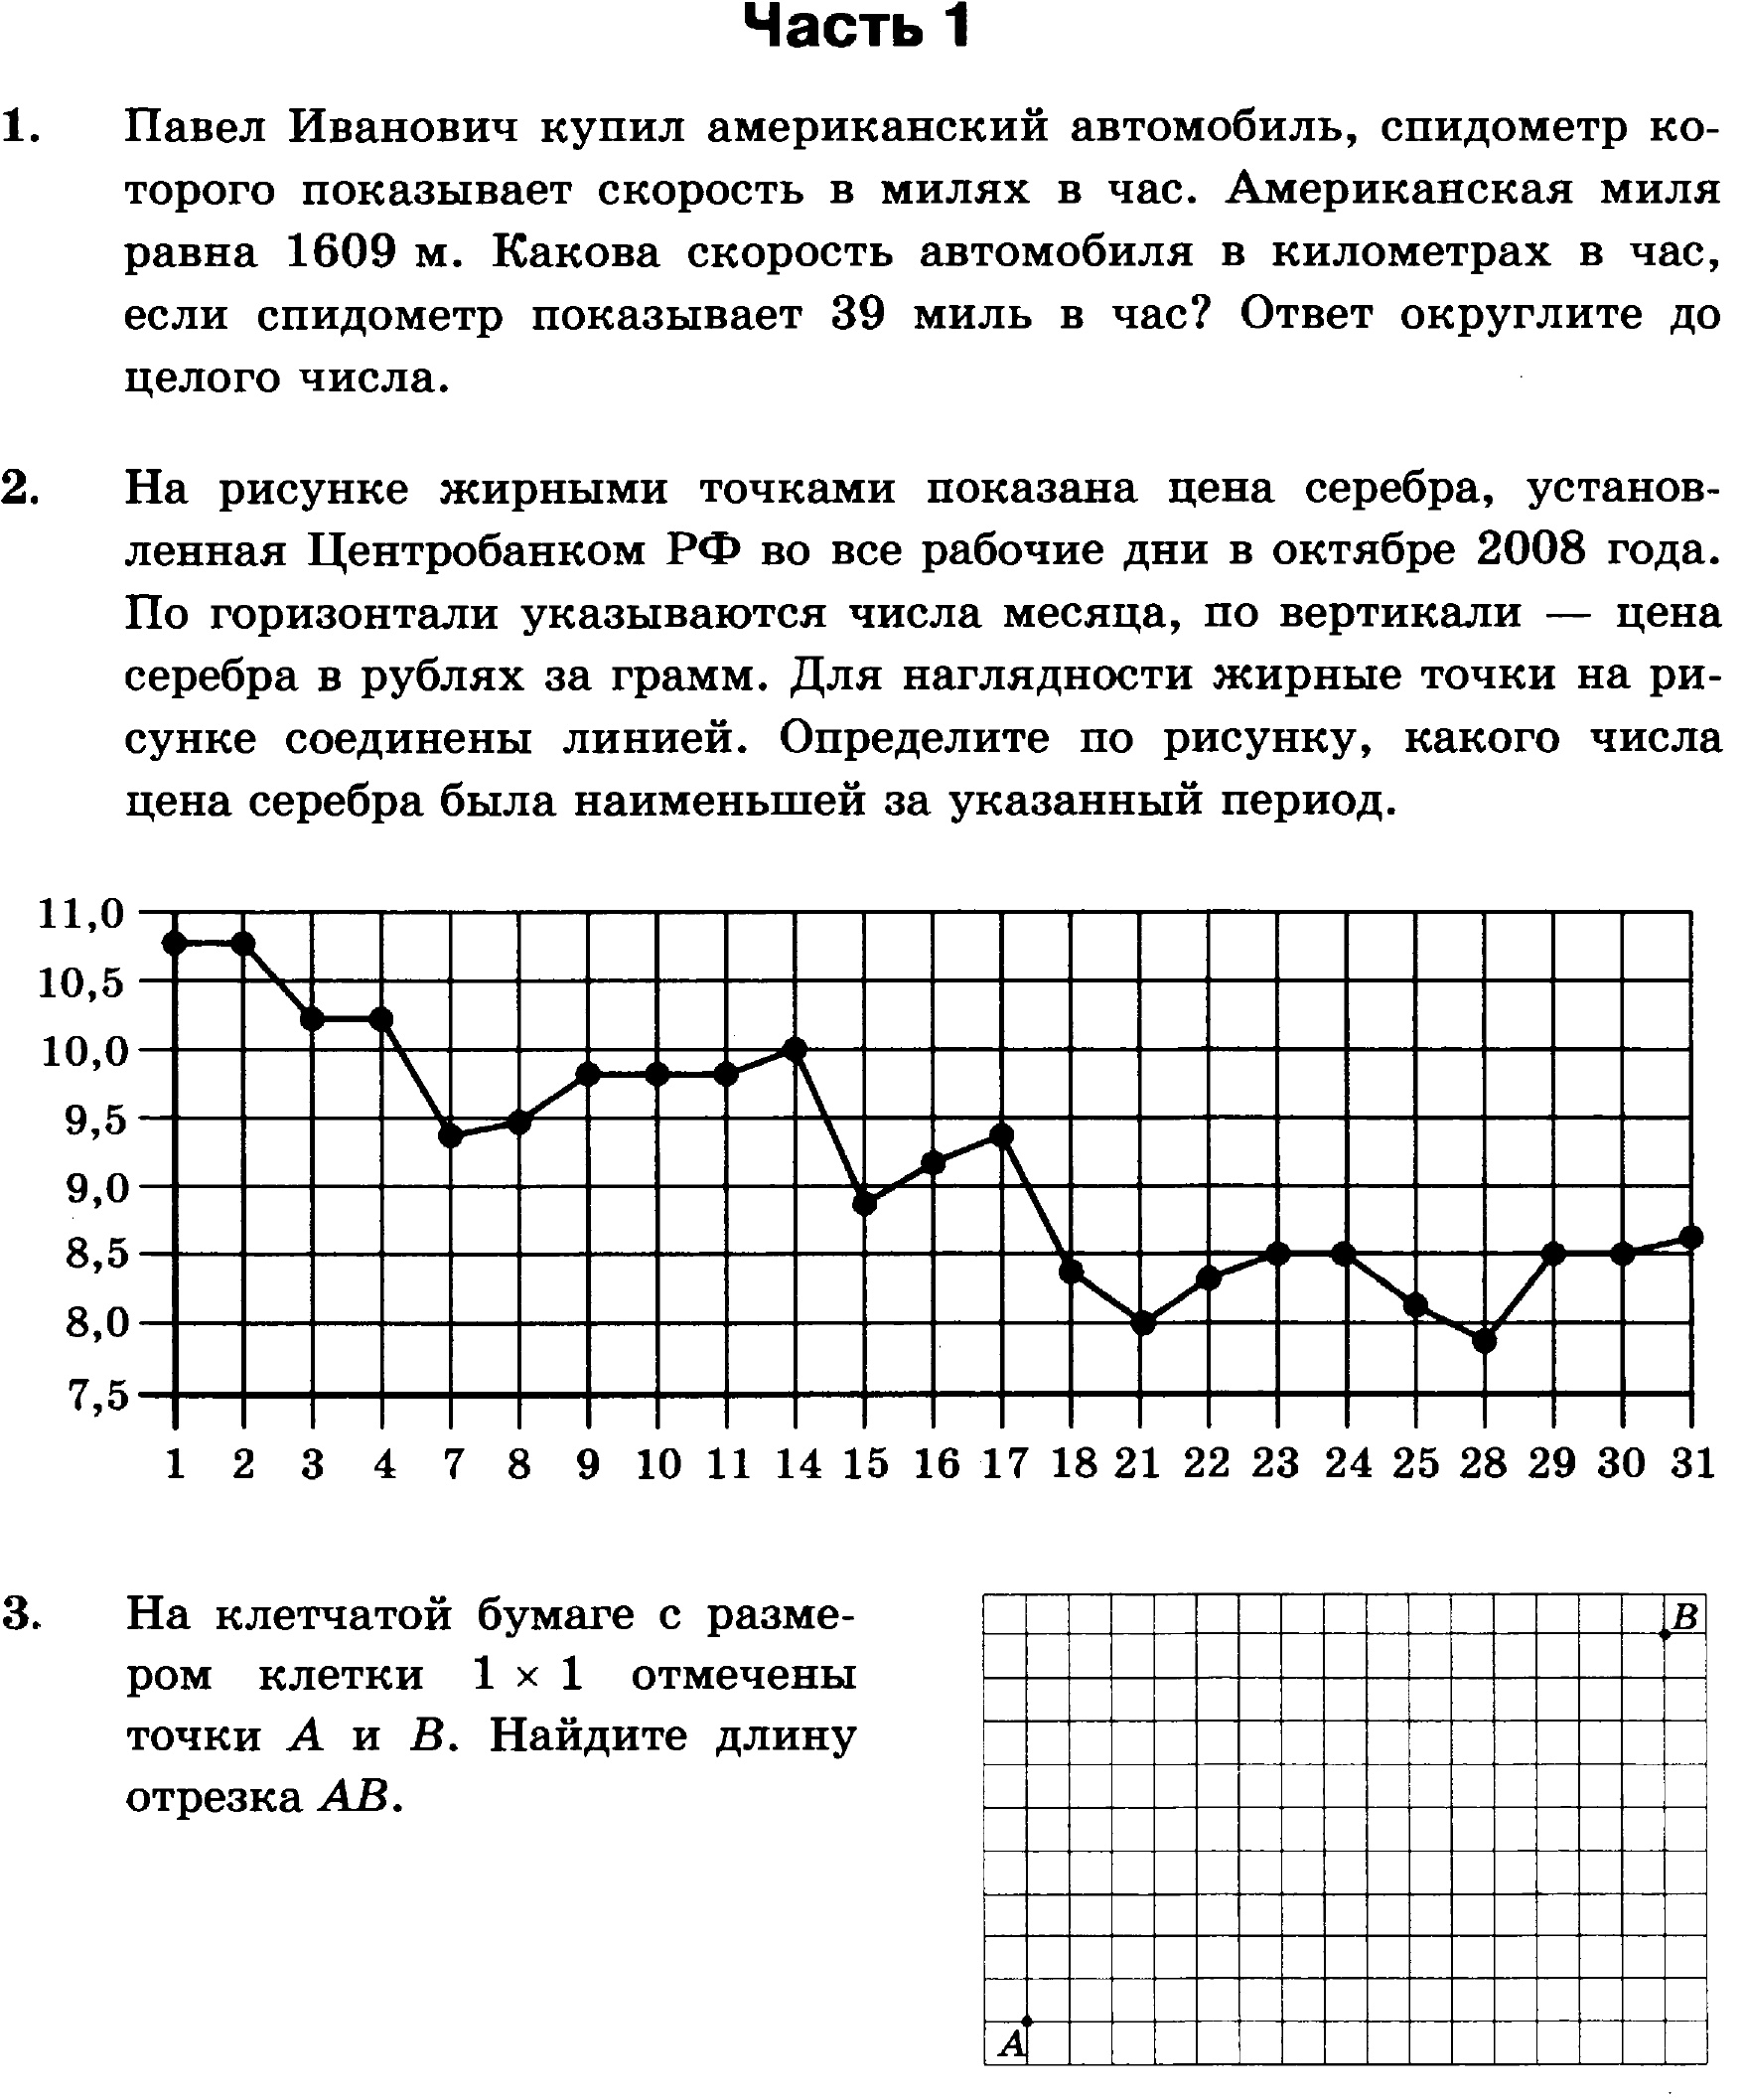 Часть 1
1. Павел Иванович купил американский автомобиль, спидометр ко-
торого показывает скорость в милях в час. Американская миля
равна 1609 м. Какова скорость автомобиля в километрах в час,
если спидометр показывает 39 миль в час? Ответ округлите до
целого числа.
2. На рисунке жирными точками показана цена серебра, установ-
ленная Центробанком РФ во все рабочие дни в октябре 2008 года.
По горизонтали указываются числа месяца, по вертикали — цена
серебра в рублях за грамм. Для наглядности жирные точки на ри-
сунке соединены линией. Определите по рисунку, какого числа
цена серебра была наименьшей за указанный период.
11,0
10,5
10,0
9,5
9,0
8,5
8,0
7,5
1 2 3 4 7 8 9 10 11 14 15 16 17 18 21 22 23 24 25 28 29 30 31
3. На клетчатой бумаге с разме-
ром клетки 1 × 1 отмечены
точки A и B. Найдите длину
отрезка AB.
B
A